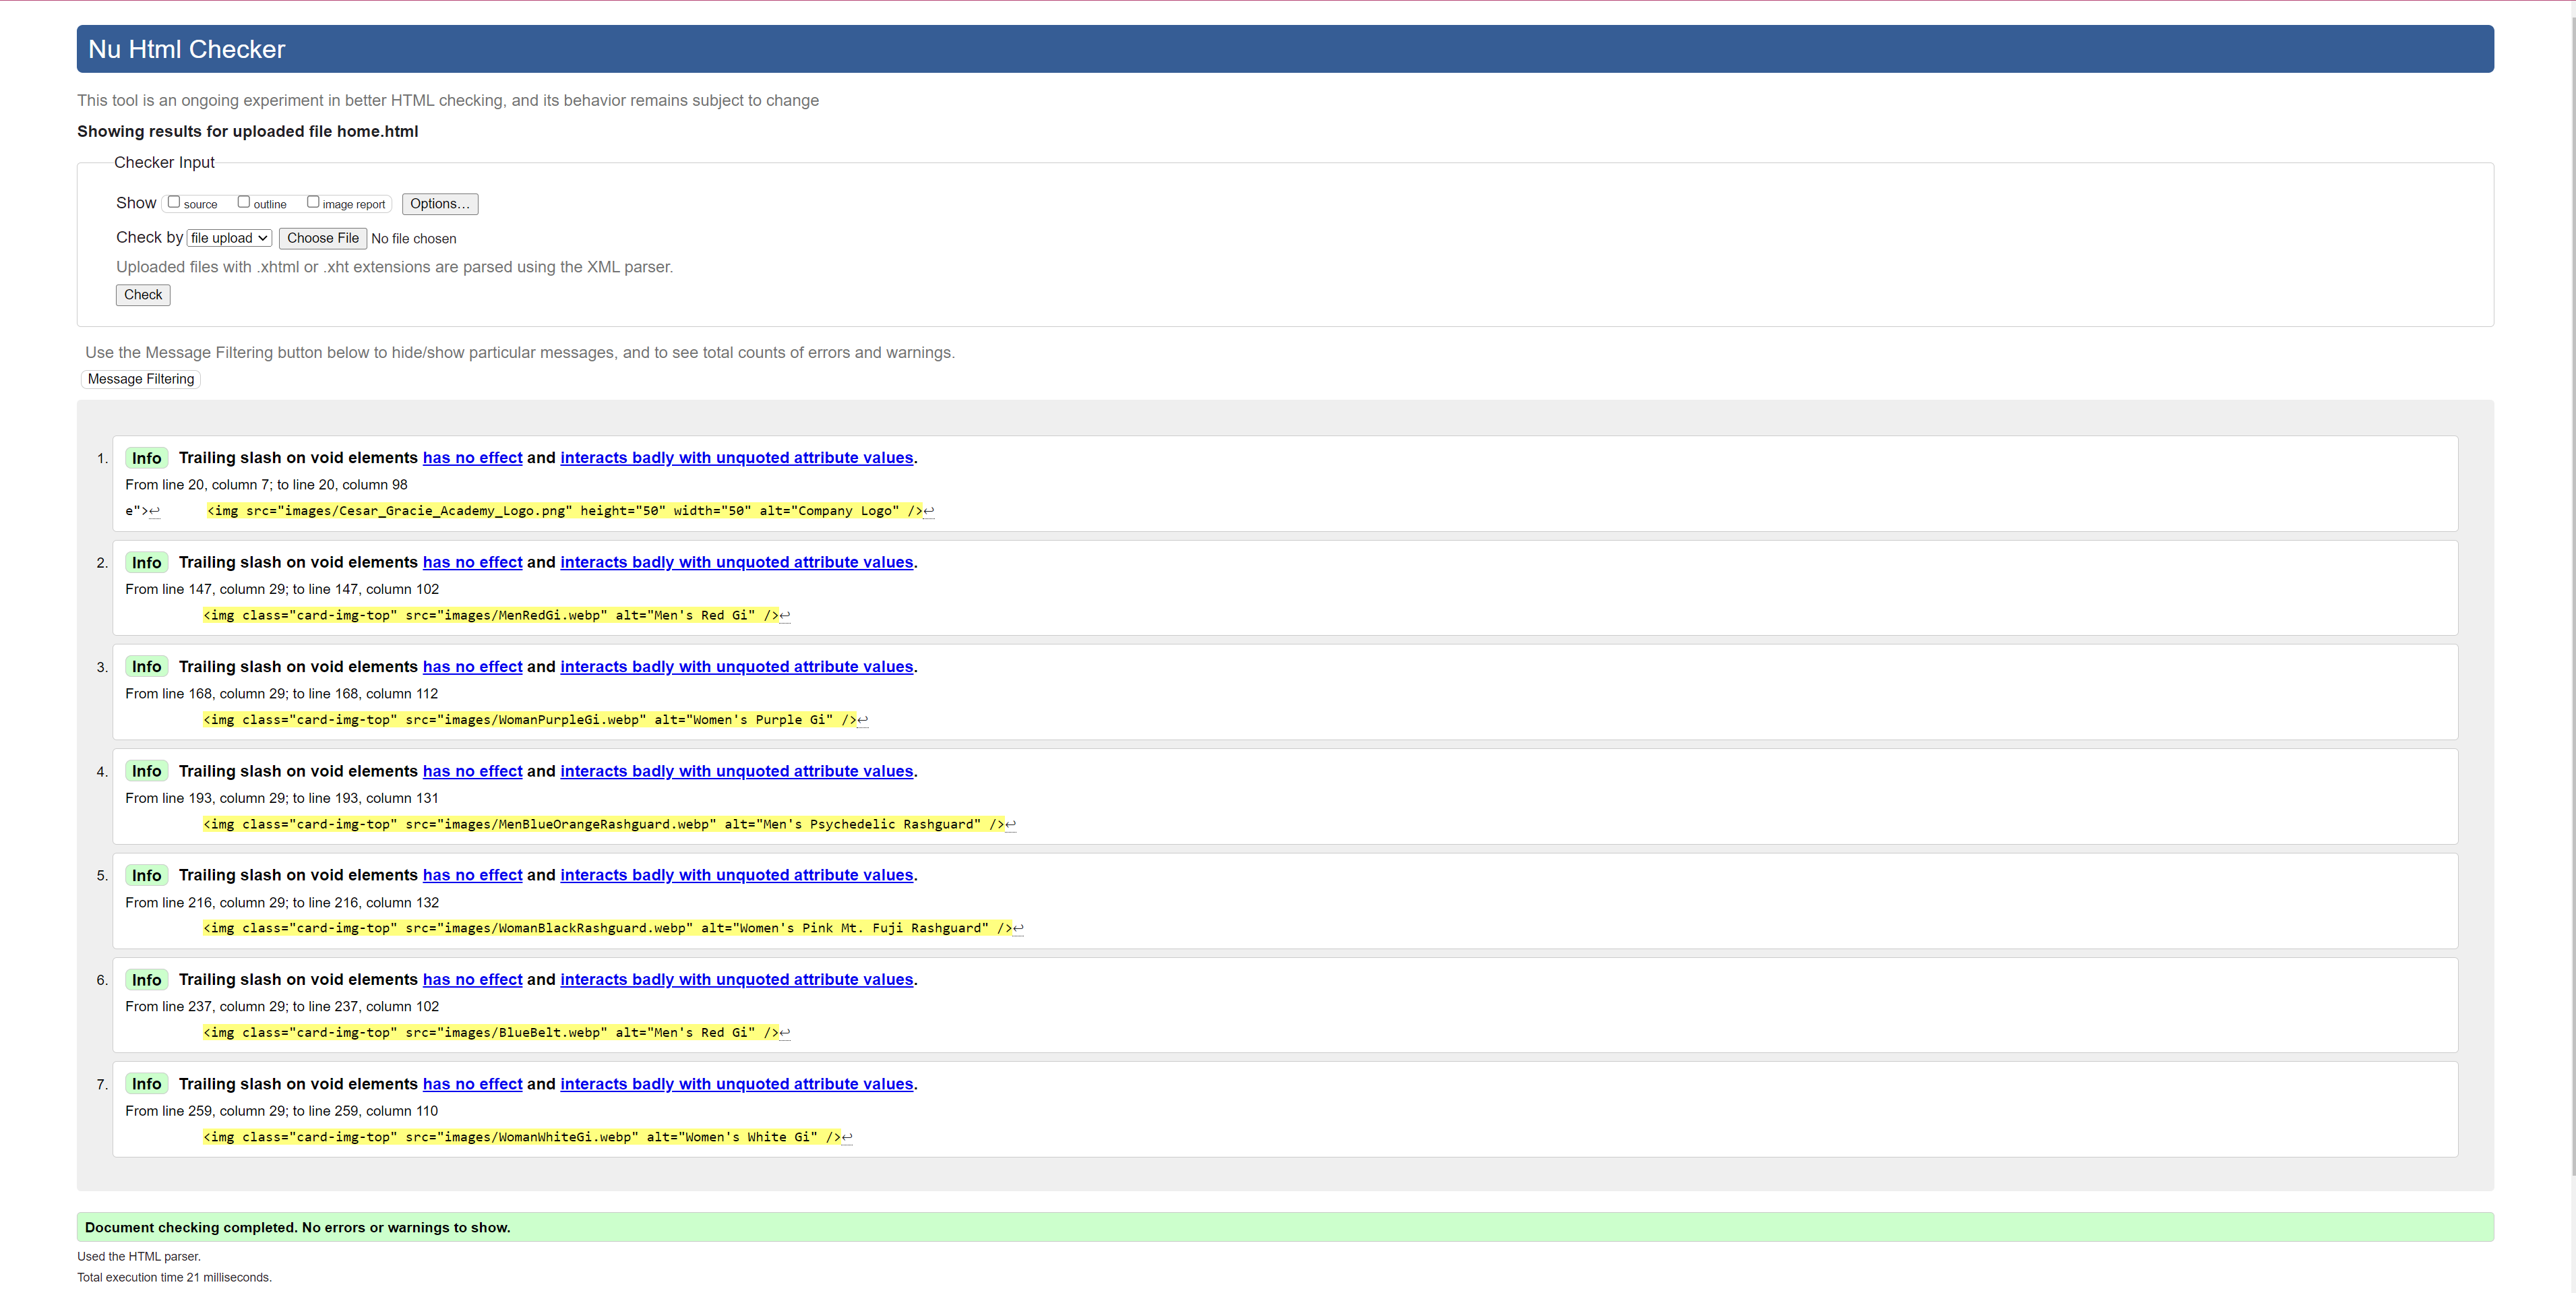 Nu Html Checker
This tool is an ongoing experiment in better HTML checking, and its behavior remains subject to change
Showing results for uploaded file home.html
Checker Input
Show source outline image report Options...
Check by file upload Choose File No file chosen
Uploaded files with .xhtml or .xht extensions are parsed using the XML parser.
Check
Use the Message Filtering button below to hide/show particular messages, and to see total counts of errors and warnings.
Message Filtering
1. Info Trailing slash on void elements has no effect and interacts badly with unquoted attribute values.
From line 20, column 7; to line 20, column 98
e">↩ <img src="images/Cesar_Gracie_Academy_Logo.png" height="50" width="50" alt="Company Logo" />↩
2. Info Trailing slash on void elements has no effect and interacts badly with unquoted attribute values.
From line 147, column 29; to line 147, column 102
<img class="card-img-top" src="images/MenRedGi.webp" alt="Men's Red Gi" />↩
3. Info Trailing slash on void elements has no effect and interacts badly with unquoted attribute values.
From line 168, column 29; to line 168, column 112
<img class="card-img-top" src="images/WomanPurpleGi.webp" alt="Women's Purple Gi" />↩
4. Info Trailing slash on void elements has no effect and interacts badly with unquoted attribute values.
From line 193, column 29; to line 193, column 131
<img class="card-img-top" src="images/MenBlueOrangeRashguard.webp" alt="Men's Psychedelic Rashguard" />↩
5. Info Trailing slash on void elements has no effect and interacts badly with unquoted attribute values.
From line 216, column 29; to line 216, column 132
<img class="card-img-top" src="images/WomanBlackRashguard.webp" alt="Women's Pink Mt. Fuji Rashguard" />↩
6. Info Trailing slash on void elements has no effect and interacts badly with unquoted attribute values.
From line 237, column 29; to line 237, column 102
<img class="card-img-top" src="images/BlueBelt.webp" alt="Men's Red Gi" />↩
7. Info Trailing slash on void elements has no effect and interacts badly with unquoted attribute values.
From line 259, column 29; to line 259, column 110
<img class="card-img-top" src="images/WomanWhiteGi.webp" alt="Women's White Gi" />↩
Document checking completed. No errors or warnings to show.
Used the HTML parser.
Total execution time 21 milliseconds.